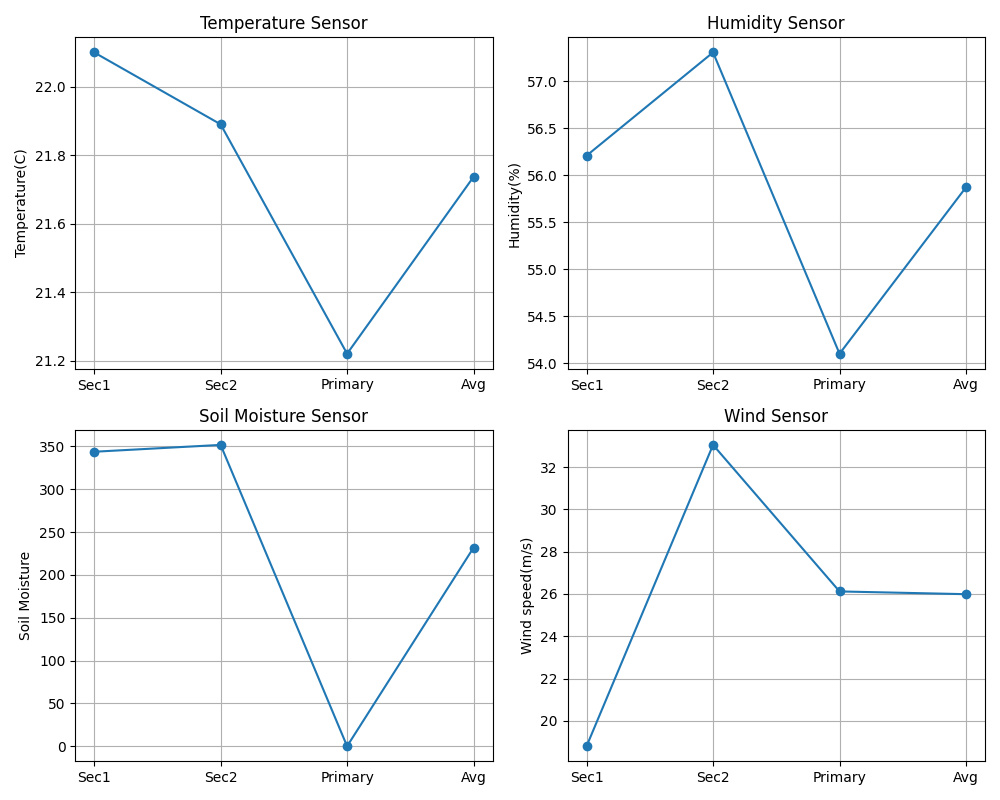 Temperature Sensor
Temperature(C)
22.0
21.8
21.6
21.4
21.2
Sec1 Sec2 Primary Avg
Humidity Sensor
Humidity(%)
57.0
56.5
56.0
55.5
55.0
54.5
54.0
Sec1 Sec2 Primary Avg
Soil Moisture Sensor
Soil Moisture
350
300
250
200
150
100
50
0
Sec1 Sec2 Primary Avg
Wind Sensor
Wind speed(m/s)
32
30
28
26
24
22
20
Sec1 Sec2 Primary Avg